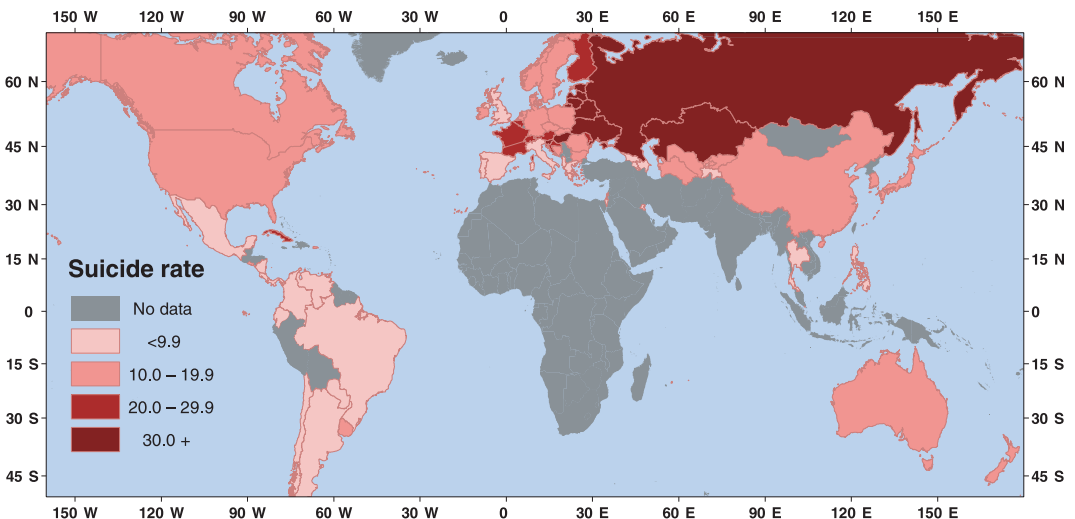 150 W 120 W 90 W 60 W 30 W 0 30 E 60 E 90 E 120 E 150 E
60 N 60 N
45 N 45 N
30 N 30 N
15 N 15 N
Suicide rate
No data
0 0
<9.9
15 S 15 S
10.0 – 19.9
20.0 – 29.9
30 S 30 S
30.0 +
45 S 45 S
150 W 120 W 90 W 60 W 30 W 0 30 E 60 E 90 E 120 E 150 E